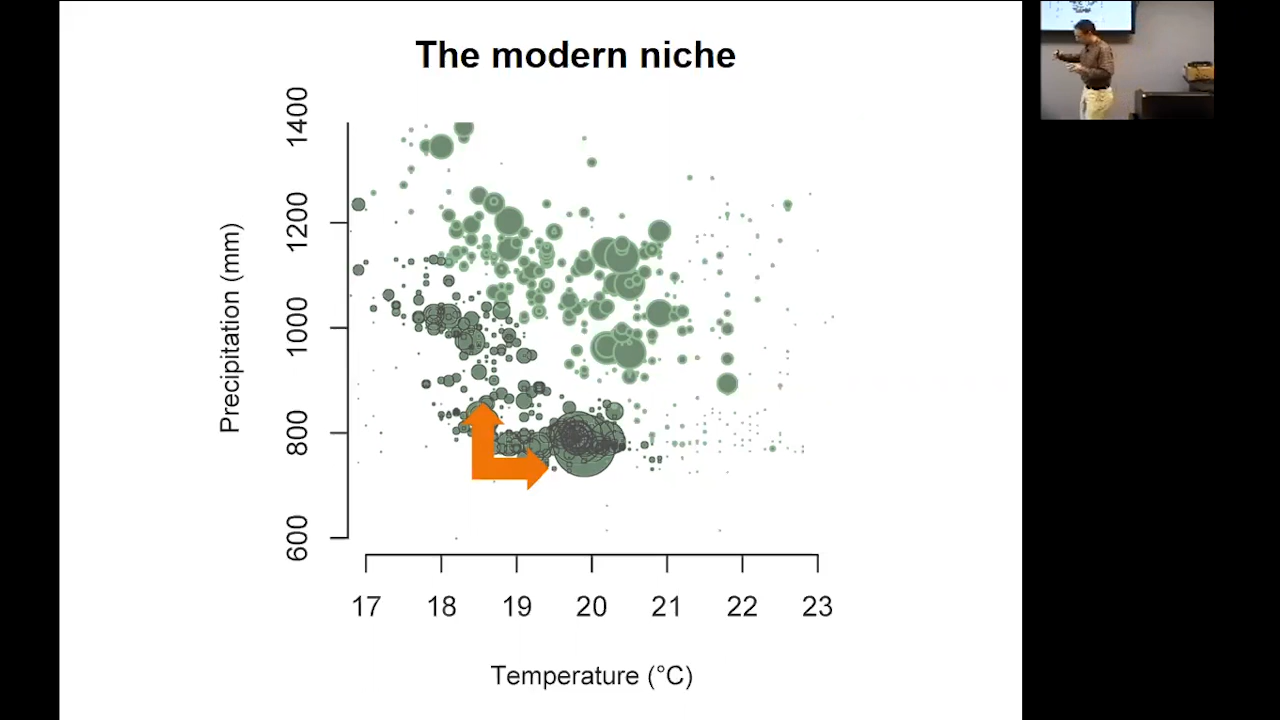 The modern niche
1400
1200
1000
800
600
Precipitation (mm)
17 18 19 20 21 22 23
Temperature (°C)